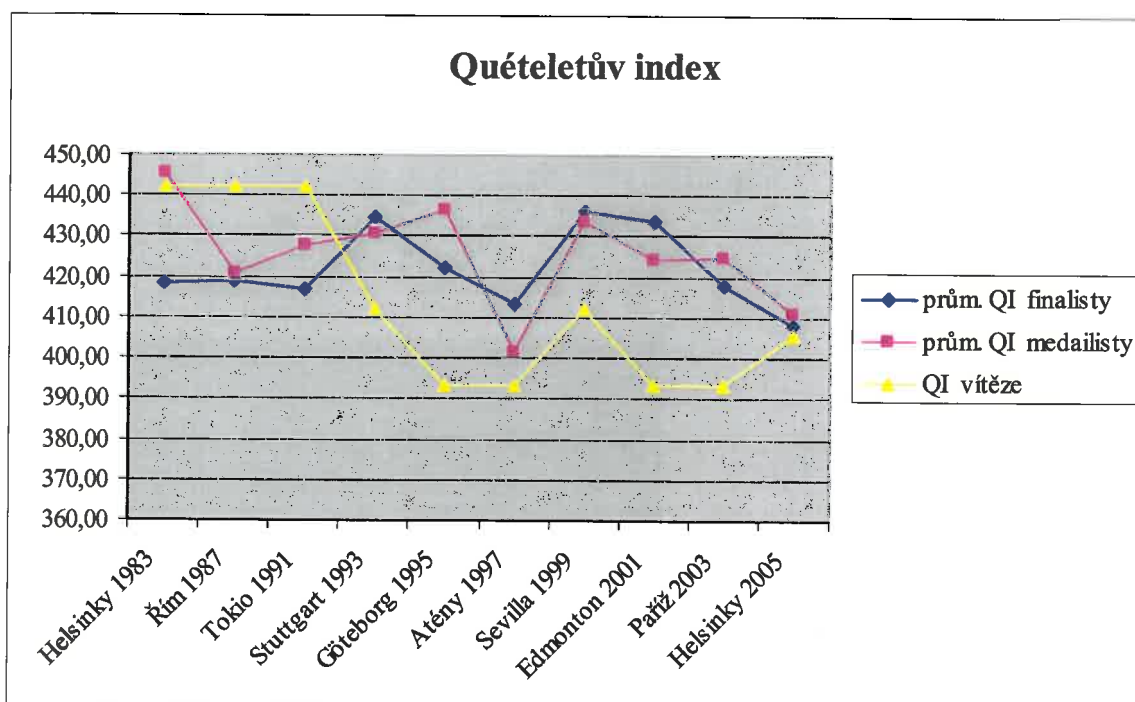 Quételetův index
450,00
440,00
430,00
420,00
410,00
400,00
390,00
380,00
370,00
360,00
Helsinky 1983
Řím 1987
Tokio 1991
Stuttgart 1993
Göteborg 1995
Atény 1997
Sevilla 1999
Edmonton 2001
Paříž 2003
Helsinky 2005
prům. QI finalisty
prům. QI medailisty
QI vítěze